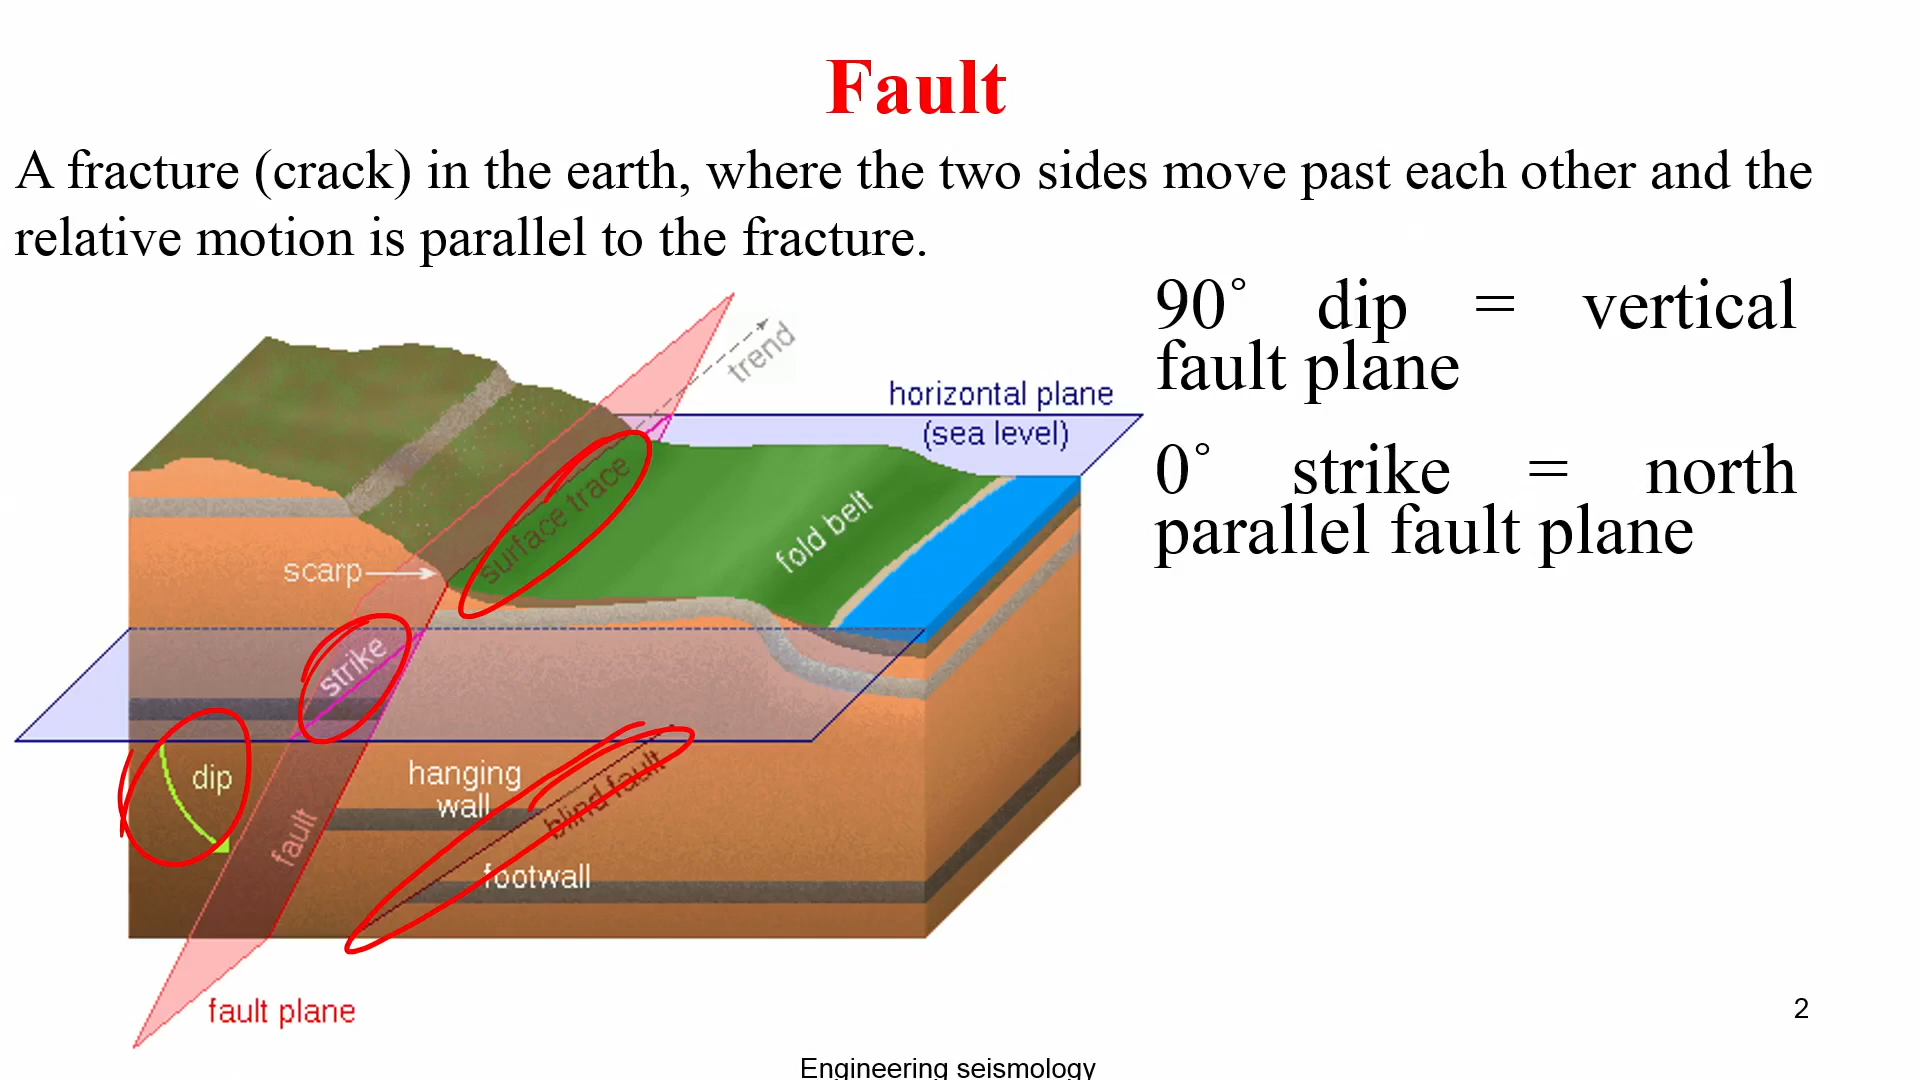 Fault
A fracture (crack) in the earth, where the two sides move past each other and the
relative motion is parallel to the fracture.
90° dip = vertical
fault plane
0° strike = north
parallel fault plane
trend
horizontal plane
(sea level)
surface trace
fold belt
scarp
strike
dip
hanging
wall
blind fault
fault
footwall
fault plane
2
Engineering seismology